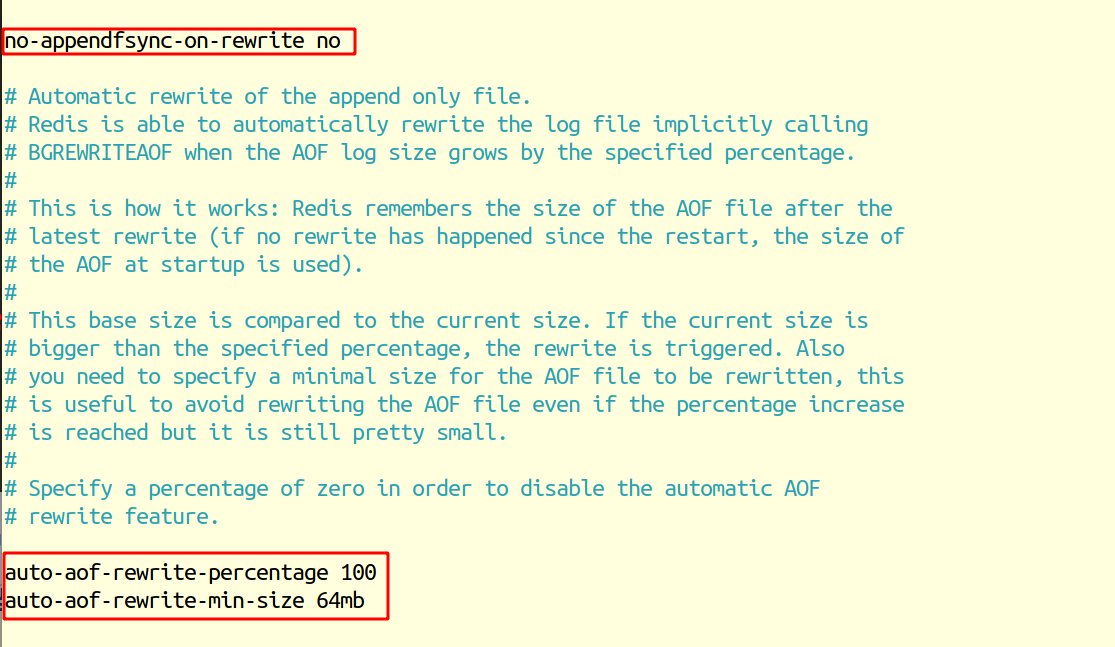 no-appendfsync-on-rewrite no
# Automatic rewrite of the append only file.
# Redis is able to automatically rewrite the log file implicitly calling
# BGREWRITEAOF when the AOF log size grows by the specified percentage.
#
# This is how it works: Redis remembers the size of the AOF file after the
# latest rewrite (if no rewrite has happened since the restart, the size of
# the AOF at startup is used).
#
# This base size is compared to the current size. If the current size is
# bigger than the specified percentage, the rewrite is triggered. Also
# you need to specify a minimal size for the AOF file to be rewritten, this
# is useful to avoid rewriting the AOF file even if the percentage increase
# is reached but it is still pretty small.
#
# Specify a percentage of zero in order to disable the automatic AOF
# rewrite feature.
auto-aof-rewrite-percentage 100
auto-aof-rewrite-min-size 64mb